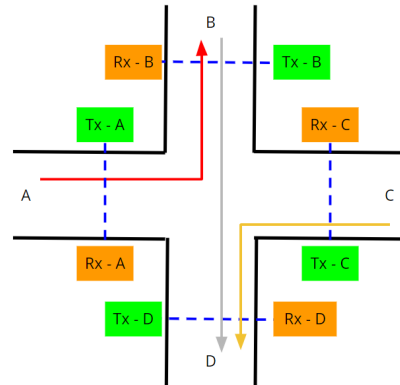 B
Rx - B
Tx - B
Tx - A
Rx - C
A
C
Rx - A
Tx - C
Tx - D
Rx - D
D